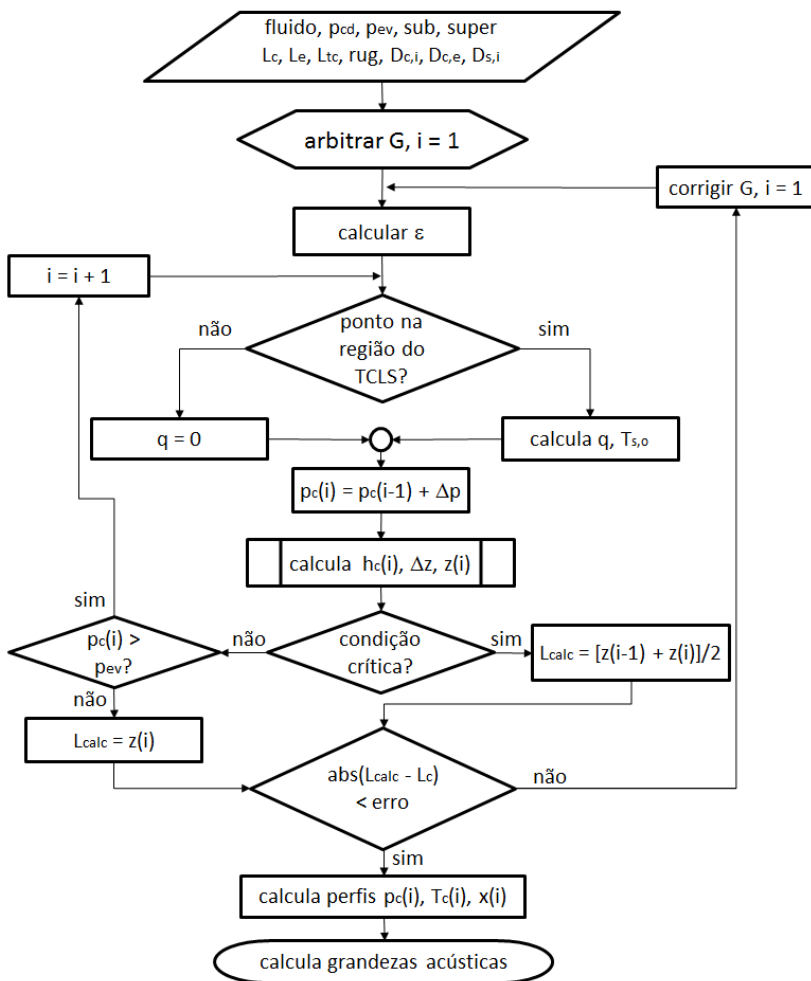 fluido, pcd, pev, sub, super
Lc, Le, Ltc, rug, Dc,i, Dc,e, Ds,i
arbitrar G, i = 1
corrigir G, i = 1
calcular ε
i = i + 1
não
ponto na
região do
TCLS?
sim
q = 0
calcula q, Ts,o
pc(i) = pc(i-1) + Δp
calcula hc(i), Δz, z(i)
sim
pc(i) >
pev?
não
condição
crítica?
sim
Lcalc = [z(i-1) + z(i)]/2
não
Lcalc = z(i)
abs(Lcalc - Lc)
< erro
não
sim
calcula perfis pc(i), Tc(i), x(i)
calcula grandezas acústicas